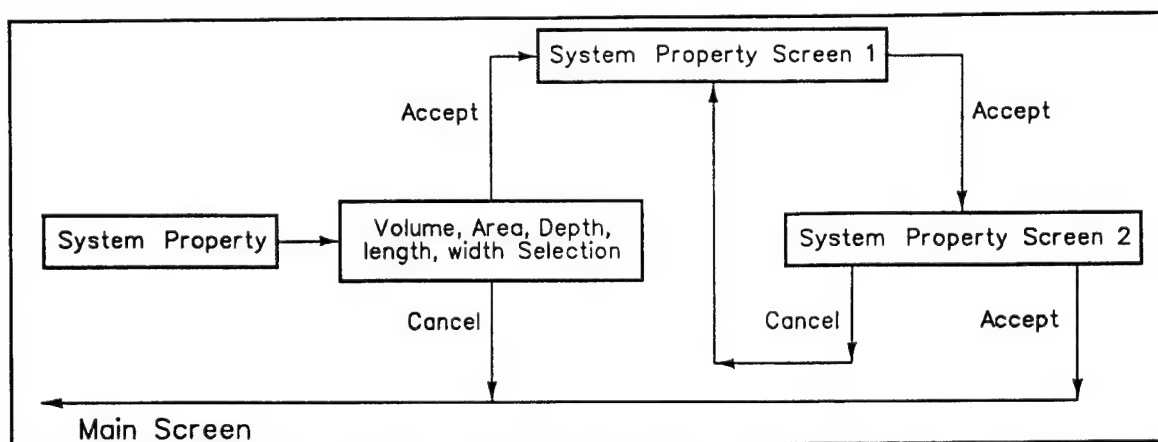 System Property Screen 1
Accept
Accept
System Property
Volume, Area, Depth,
length, width Selection
System Property Screen 2
Cancel
Cancel
Accept
Main Screen